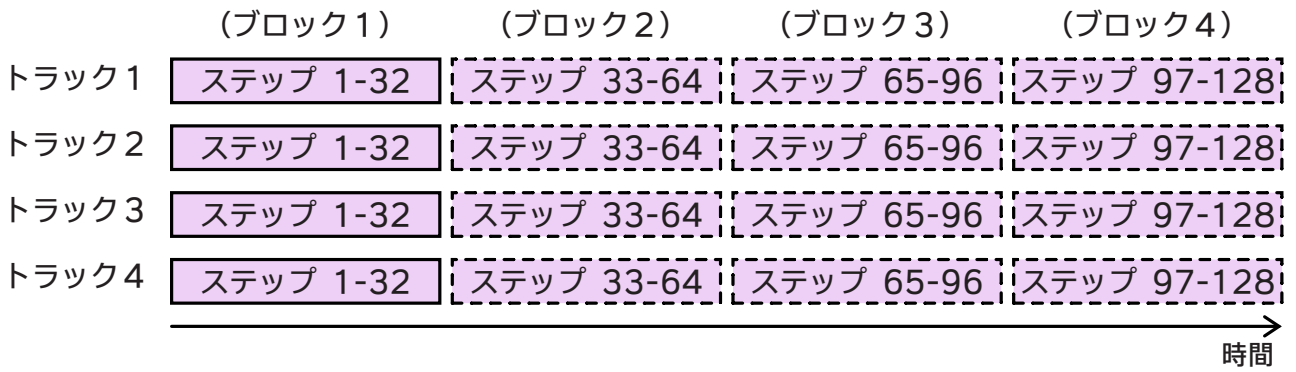 （ブロック1） （ブロック2） （ブロック3） （ブロック4）
トラック1 ステップ 1-32 ステップ 33-64 ステップ 65-96 ステップ 97-128
トラック2 ステップ 1-32 ステップ 33-64 ステップ 65-96 ステップ 97-128
トラック3 ステップ 1-32 ステップ 33-64 ステップ 65-96 ステップ 97-128
トラック4 ステップ 1-32 ステップ 33-64 ステップ 65-96 ステップ 97-128
時間